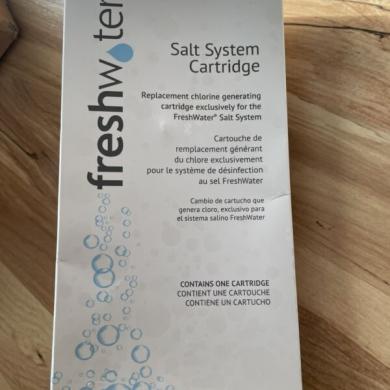 freshwater
Salt System
Cartridge
Replacement chlorine generating
cartridge exclusively for the
FreshWater® Salt System
Cartouche de
remplacement générant
du chlore exclusivement
pour le système de désinfection
au sel FreshWater
Cambio de cartucho que
genera cloro, exclusivo para
el sistema salino FreshWater
CONTAINS ONE CARTRIDGE
CONTIENT UNE CARTOUCHE
CONTIENE UN CARTUCHO